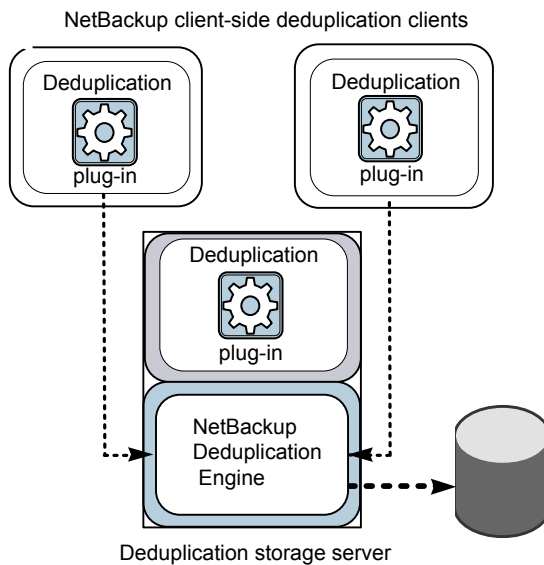 NetBackup client-side deduplication clients
Deduplication
plug-in
Deduplication
plug-in
Deduplication
plug-in
NetBackup
Deduplication
Engine
Deduplication storage server